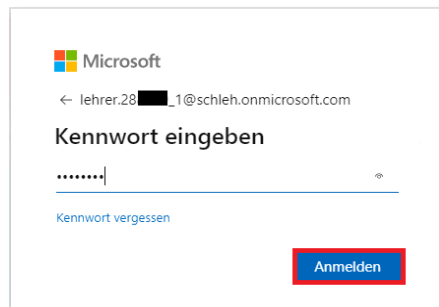 Microsoft
← lehrer.28 _1@schleh.onmicrosoft.com
Kennwort eingeben
••••••••
Kennwort vergessen
Anmelden